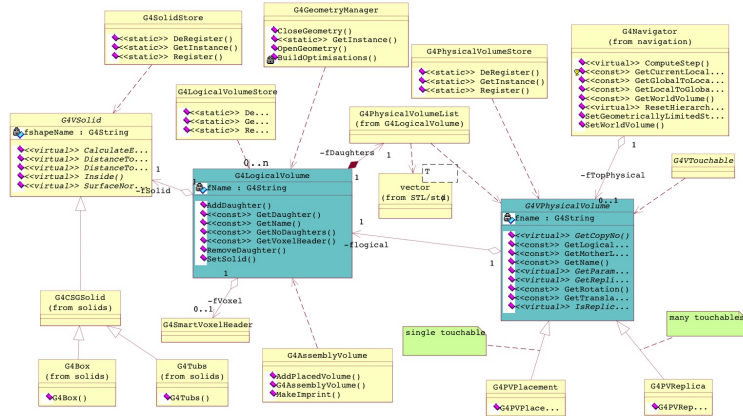 G4SolidStore
<<static>> DeRegister()
<<static>> GetInstance()
<<static>> Register()
G4GeometryManager
CloseGeometry()
<<static>> GetInstance()
OpenGeometry()
BuildOptimisations()
G4PhysicalVolumeStore
<<static>> DeRegister()
<<static>> GetInstance()
<<static>> Register()
G4Navigator
(from navigation)
<<virtual>> ComputeStep()
<<const>> GetCurrentLocal...
<<const>> GetGlobalToLoca...
<<const>> GetLocalToGloba...
<<const>> GetWorldVolume()
<<virtual>> ResetHierarch...
SetGeometricallyLimitedSt...
SetWorldVolume()
G4LogicalVolumeStore
<<static>> De...
<<static>> Ge...
<<static>> Re...
G4PhysicalVolumeList
(from G4LogicalVolume)
G4VSolid
fshapeName : G4String
<<virtual>> CalculateE...
<<virtual>> DistanceTo...
<<virtual>> DistanceTo...
<<virtual>> Inside()
<<virtual>> SurfaceNor...
1
-fSolid
0..n
-fDaughters
1
1
T
vector
(from STL/std)
-fTopPhysical
1
0..1
G4VTouchable
G4LogicalVolume
fName : G4String
AddDaughter()
<<const>> GetDaughter()
<<const>> GetName()
<<const>> GetNoDaughters()
<<const>> GetVoxelHeader()
RemoveDaughter()
SetSolid()
1
1
-flogical
1
G4VPhysicalVolume
fname : G4String
<<virtual>> GetCopyNo()
<<const>> GetLogical...
<<const>> GetMotherL...
<<const>> GetName()
<<virtual>> GetParam...
<<virtual>> GetRepli...
<<const>> GetRotation()
<<const>> GetTransla...
<<virtual>> IsReplic...
1
-fVoxel
0..1
G4SmartVoxelHeader
G4CSGSolid
(from solids)
G4Box
(from solids)
G4Box()
G4Tubs
(from solids)
G4Tubs()
G4AssemblyVolume
AddPlacedVolume()
G4AssemblyVolume()
MakeImprint()
single touchable
many touchables
G4PVPlacement
G4PVPlace...
G4PVReplica
G4PVRep...